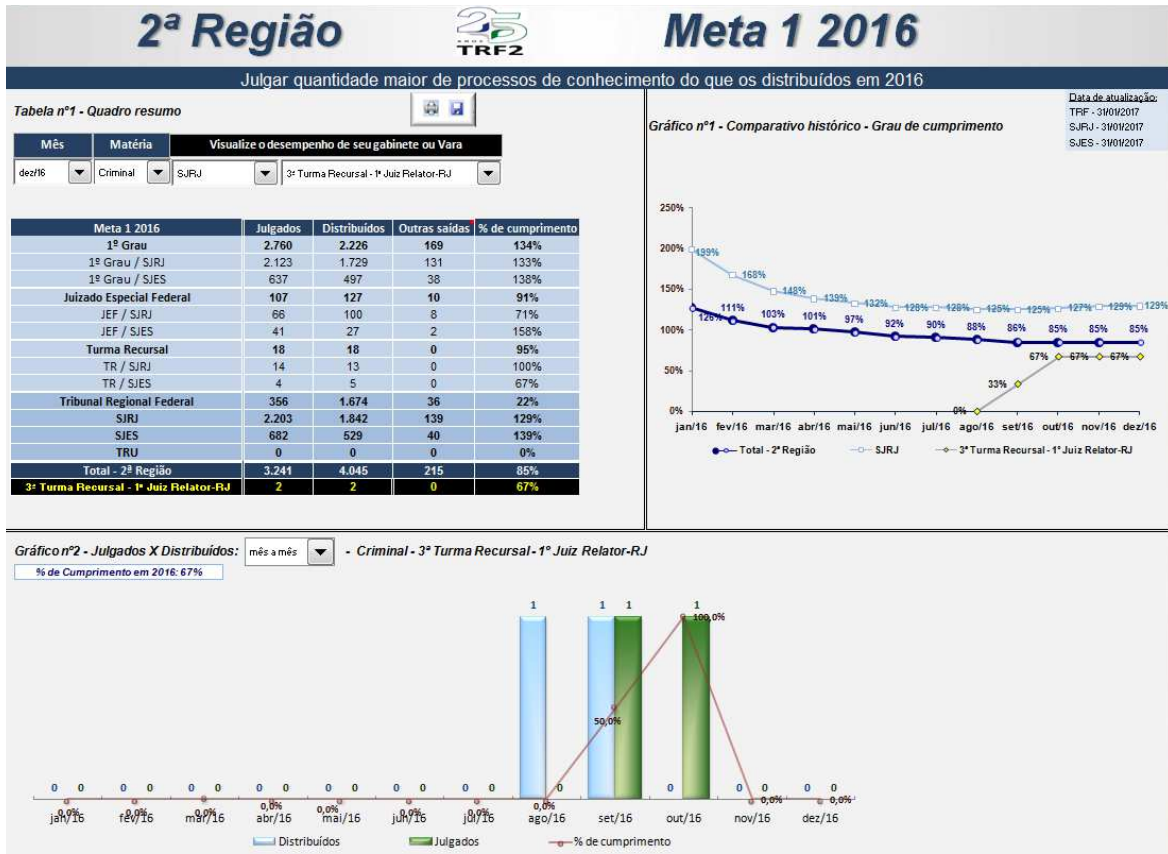 2ª Região
25
ANOS
TRF2
Meta 1 2016
Julgar quantidade maior de processos de conhecimento do que os distribuídos em 2016
Tabela nº1 - Quadro resumo
Mês Matéria Visualize o desempenho de seu gabinete ou Vara
dez/16 Criminal SJRJ 3ª Turma Recursal - 1º Juiz Relator-RJ
Meta 1 2016 Julgados Distribuídos Outras saídas % de cumprimento
1º Grau 2.760 2.226 169 134%
1º Grau / SJRJ 2.123 1.729 131 133%
1º Grau / SJES 637 497 38 138%
Juizado Especial Federal 107 127 10 91%
JEF / SJRJ 66 100 8 71%
JEF / SJES 41 27 2 158%
Turma Recursal 18 18 0 95%
TR / SJRJ 14 13 0 100%
TR / SJES 4 5 0 67%
Tribunal Regional Federal 356 1.674 36 22%
SJRJ 2.203 1.842 139 129%
SJES 682 529 40 139%
TRU 0 0 0 0%
Total - 2ª Região 3.241 4.045 215 85%
3ª Turma Recursal - 1º Juiz Relator-RJ 2 2 0 67%
Data de atualização:
TRF - 31/01/2017
SJRJ - 31/01/2017
SJES - 31/01/2017
Gráfico nº1 - Comparativo histórico - Grau de cumprimento
250%
200%
150%
100%
50%
0%
199% 168% 148% 139% 132% 128% 128% 125% 125% 127% 129% 129%
126% 111% 103% 101% 97% 92% 90% 88% 86% 85% 85% 85%
0% 33% 67% 67% 67%
jan/16 fev/16 mar/16 abr/16 mai/16 jun/16 jul/16 ago/16 set/16 out/16 nov/16 dez/16
Total - 2ª Região SJRJ 3ª Turma Recursal - 1º Juiz Relator-RJ
Gráfico nº2 - Julgados X Distribuídos: mês a mês - Criminal - 3ª Turma Recursal - 1º Juiz Relator-RJ
% de Cumprimento em 2016: 67%
1 1 1 1
100,0%
50,0%
0 0 0 0 0 0 0 0 0 0 0 0 0 0 0 0 0 0 0 0
0,0% 0,0% 0,0% 0,0% 0,0% 0,0% 0,0% 0,0% 0,0% 0,0%
jan/16 fev/16 mar/16 abr/16 mai/16 jun/16 jul/16 ago/16 set/16 out/16 nov/16 dez/16
Distribuídos Julgados % de cumprimento